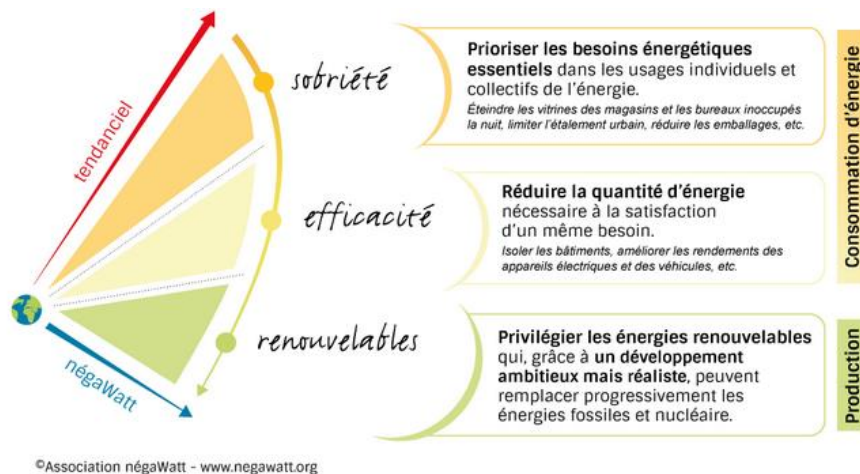 tendanciel
négaWatt
sobriété
Prioriser les besoins énergétiques
essentiels dans les usages individuels et
collectifs de l'énergie.
Éteindre les vitrines des magasins et les bureaux inoccupés
la nuit, limiter l'étalement urbain, réduire les emballages, etc.
efficacité
Réduire la quantité d'énergie
nécessaire à la satisfaction
d'un même besoin.
Isoler les bâtiments, améliorer les rendements des
appareils électriques et des véhicules, etc.
Consommation d'énergie
renouvelables
Privilégier les énergies renouvelables
qui, grâce à un développement
ambitieux mais réaliste, peuvent
remplacer progressivement les
énergies fossiles et nucléaire.
Production
©Association négaWatt - www.negawatt.org